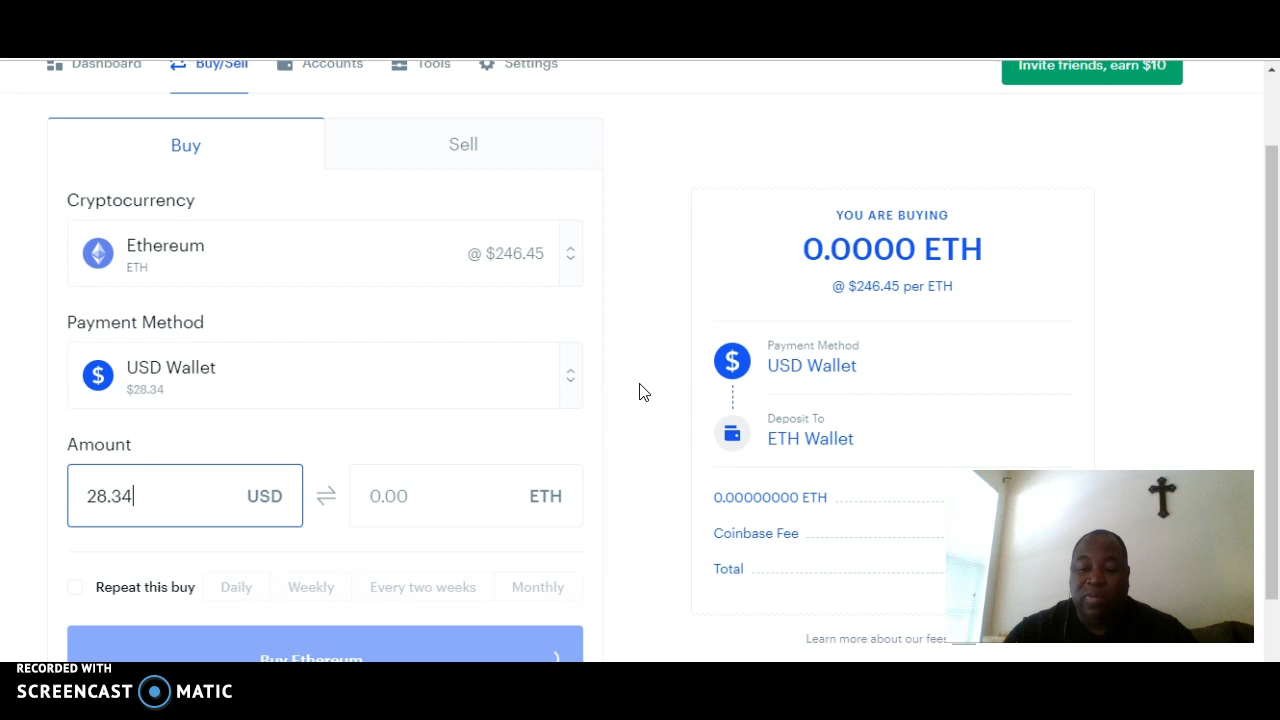 Dashboard
Buy/Sell
Accounts
Tools
Settings
Invite friends, earn $10
Buy
Sell
Cryptocurrency
Ethereum
ETH
@ $246.45
Payment Method
USD Wallet
$28.34
Amount
28.34 USD
0.00 ETH
Repeat this buy
Daily
Weekly
Every two weeks
Monthly
Buy Ethereum
YOU ARE BUYING
0.0000 ETH
@ $246.45 per ETH
Payment Method
USD Wallet
Deposit To
ETH Wallet
0.00000000 ETH
Coinbase Fee
Total
Learn more about our fees
RECORDED WITH
SCREENCAST MATIC